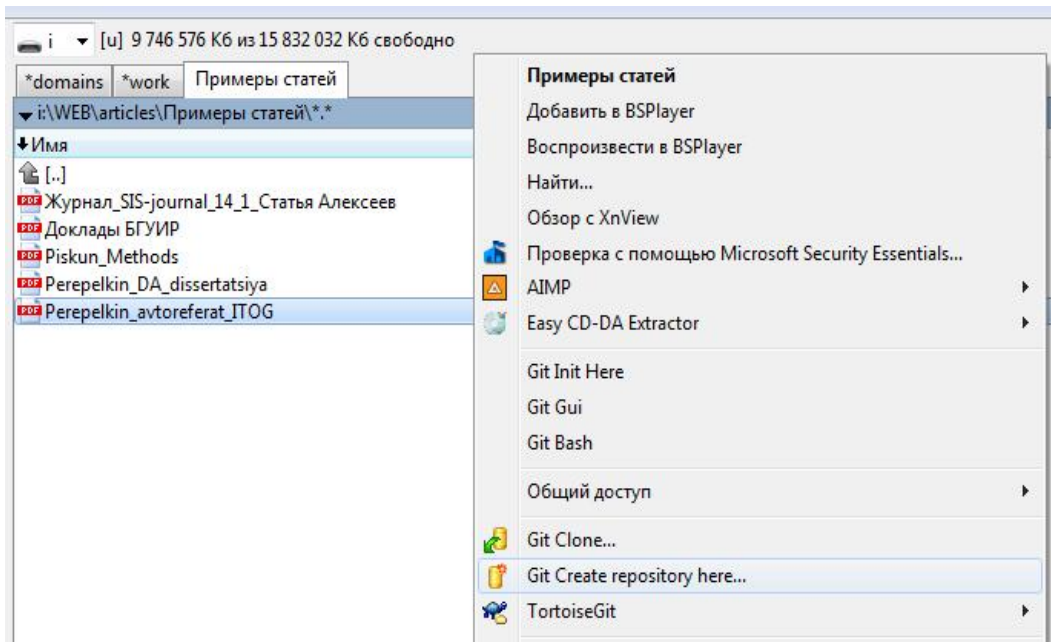 i [u] 9 746 576 Кб из 15 832 032 Кб свободно
*domains *work Примеры статей
i:\WEB\articles\Примеры статей\*.*
Имя
[..]
Журнал_SIS-journal_14_1_Статья Алексеев
Доклады БГУИР
Piskun_Methods
Perepelkin_DA_dissertatsiya
Perepelkin_avtoreferat_ITOG
Примеры статей
Добавить в BSPlayer
Воспроизвести в BSPlayer
Найти...
Обзор с XnView
Проверка с помощью Microsoft Security Essentials...
AIMP
Easy CD-DA Extractor
Git Init Here
Git Gui
Git Bash
Общий доступ
Git Clone...
Git Create repository here...
TortoiseGit